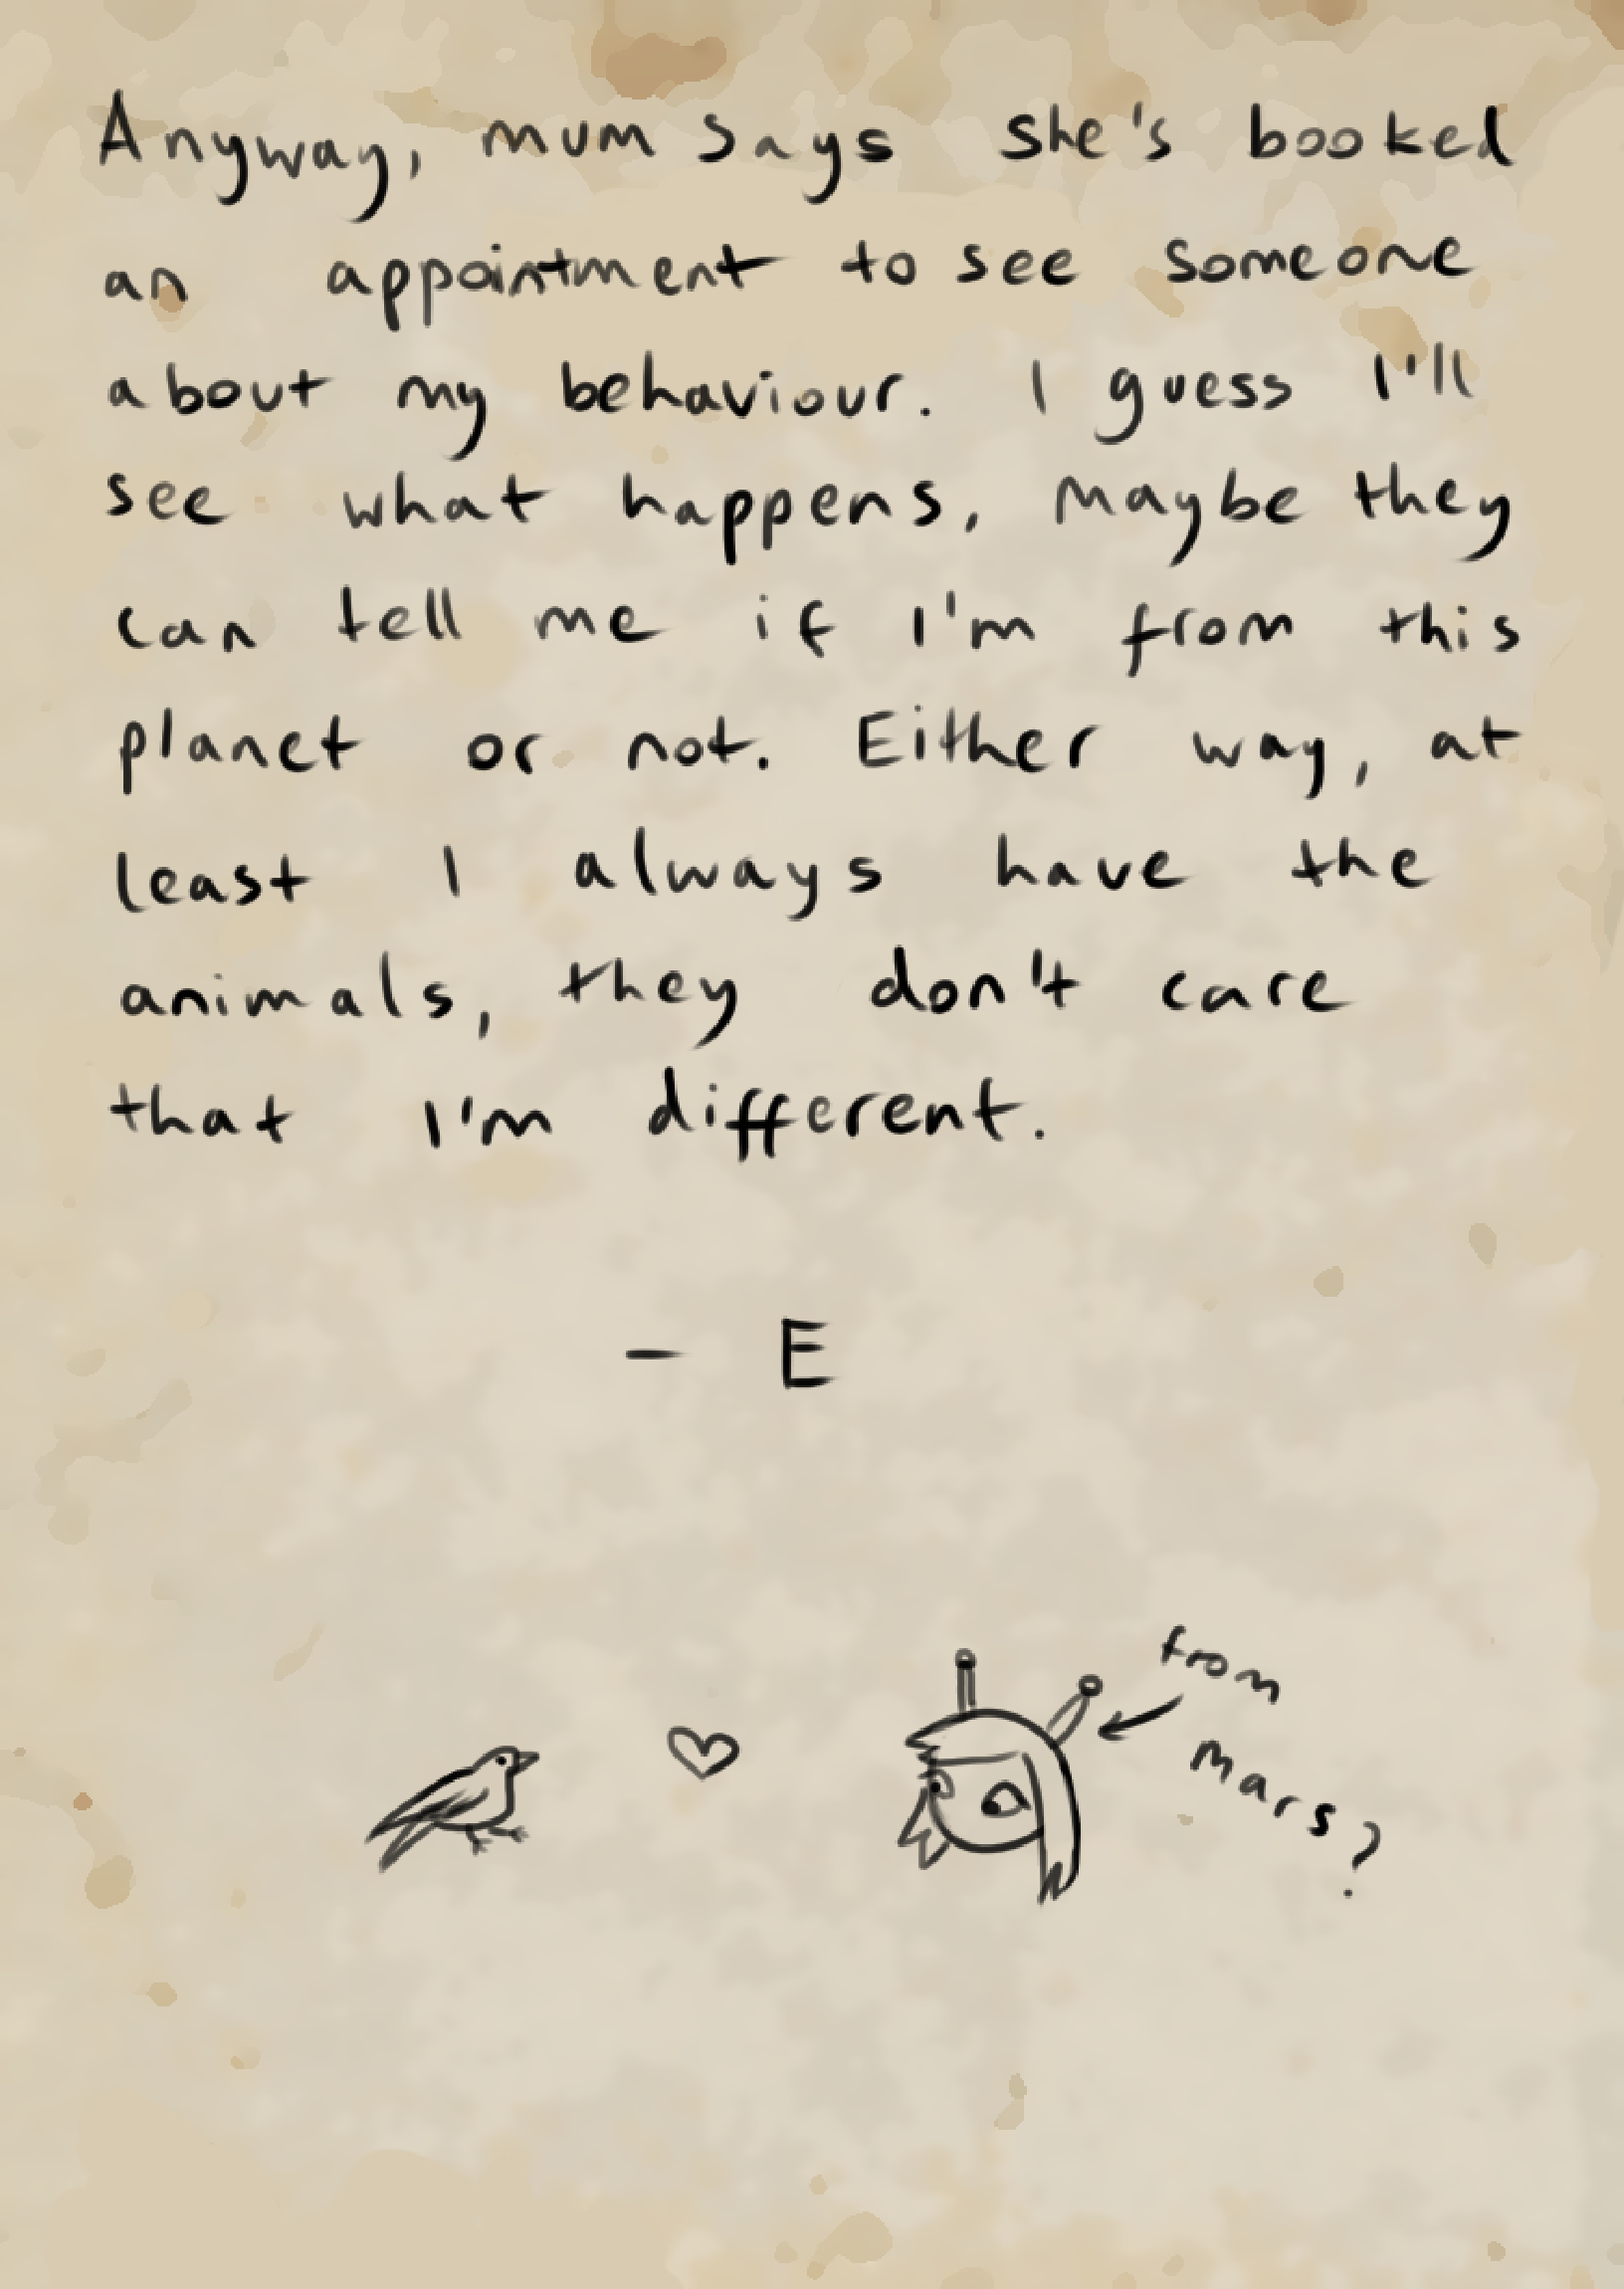 Anyway, mum says she's booked
an appointment to see someone
about my behaviour. I guess I'll
see what happens, maybe they
can tell me if I'm from this
planet or not. Either way, at
least I always have the
animals, they don't care
that I'm different.
- E
from
mars?